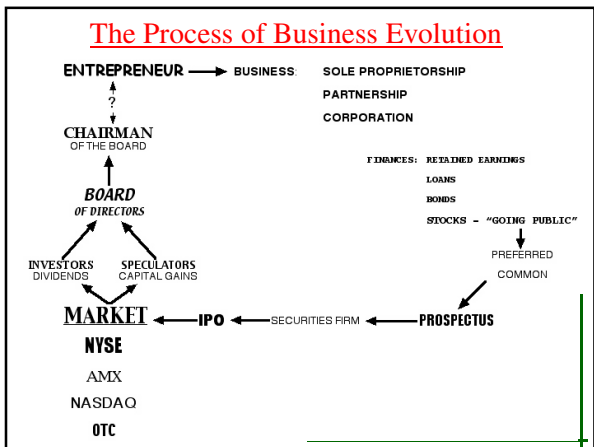 The Process of Business Evolution
ENTREPRENEUR BUSINESS: SOLE PROPRIETORSHIP
PARTNERSHIP
CORPORATION
?
CHAIRMAN
OF THE BOARD
FINANCES: RETAINED EARNINGS
LOANS
BONDS
STOCKS - "GOING PUBLIC"
BOARD
OF DIRECTORS
PREFERRED
COMMON
INVESTORS SPECULATORS
DIVIDENDS CAPITAL GAINS
MARKET IPO SECURITIES FIRM PROSPECTUS
NYSE
AMX
NASDAQ
OTC